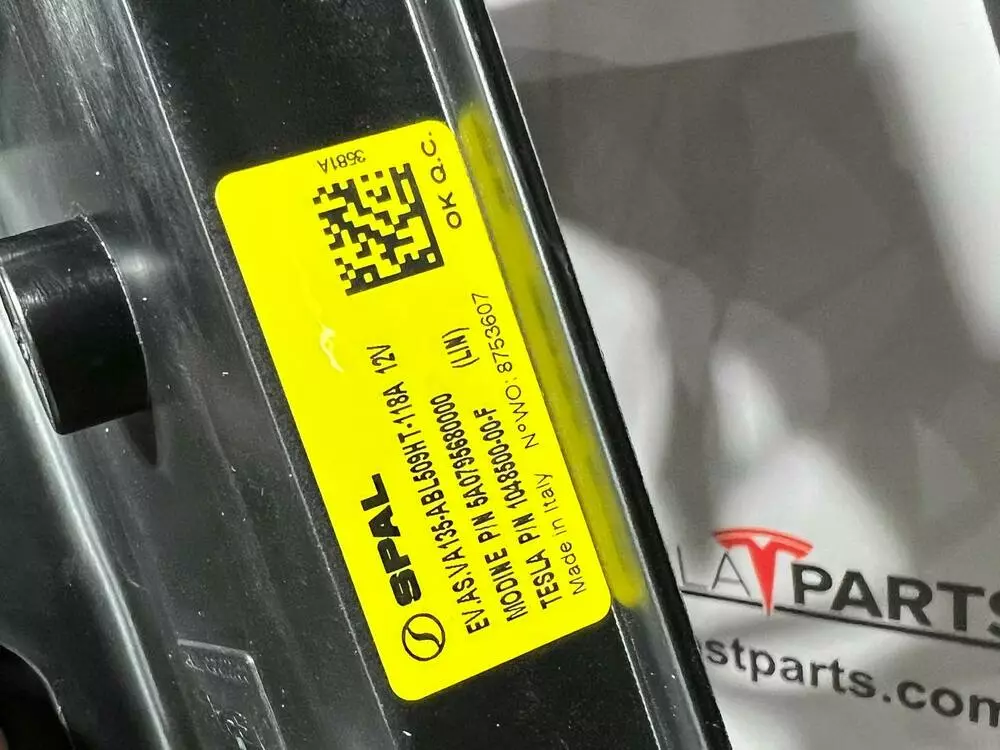 3581A
OK Q.C.
SPAL
EV.AS.VA135-ABL509HT-118A 12V
MODINE P/N 5A0795680000 (LIN)
TESLA P/N 1048500-00-F
Made in Italy N°WO: 8753607
LA T PARTS
estparts.com